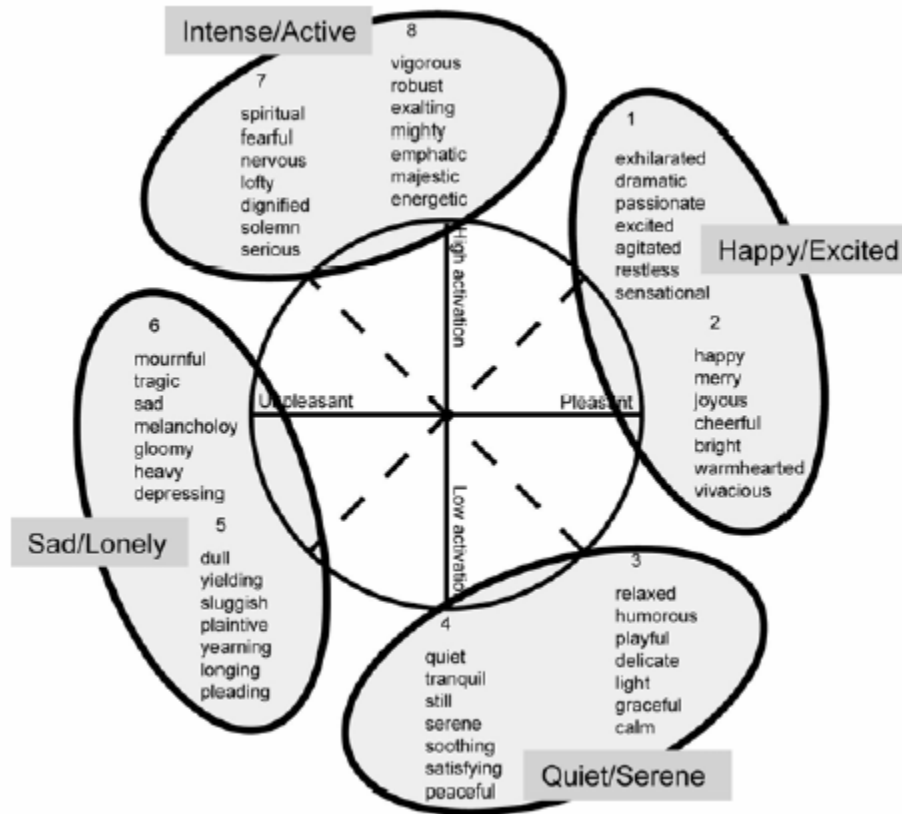 Intense/Active
8
vigorous
robust
exalting
mighty
emphatic
majestic
energetic
7
spiritual
fearful
nervous
lofty
dignified
solemn
serious
1
exhilarated
dramatic
passionate
excited
agitated
restless
sensational
Happy/Excited
2
happy
merry
joyous
cheerful
bright
warmhearted
vivacious
High activation
Unpleasant
Pleasant
Low activation
6
mournful
tragic
sad
melancholoy
gloomy
heavy
depressing
Sad/Lonely
5
dull
yielding
sluggish
plaintive
yearning
longing
pleading
3
relaxed
humorous
playful
delicate
light
graceful
calm
4
quiet
tranquil
still
serene
soothing
satisfying
peaceful
Quiet/Serene